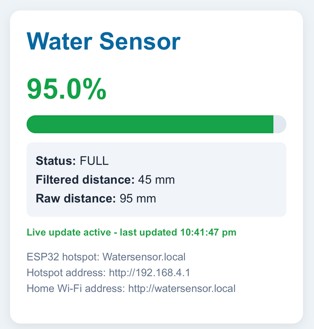 Water Sensor
95.0%
Status: FULL
Filtered distance: 45 mm
Raw distance: 95 mm
Live update active - last updated 10:41:47 pm
ESP32 hotspot: Watersensor.local
Hotspot address: http://192.168.4.1
Home Wi-Fi address: http://watersensor.local